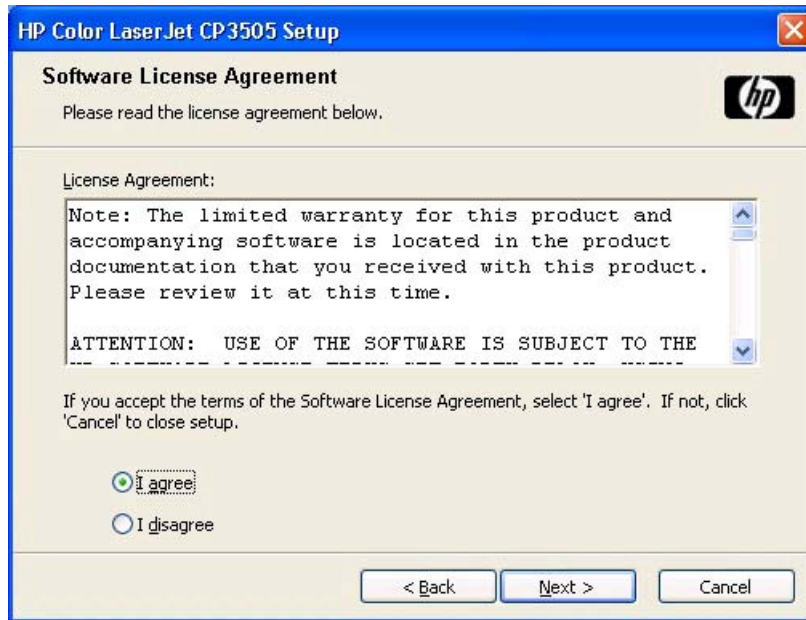 HP Color LaserJet CP3505 Setup
Software License Agreement
Please read the license agreement below.
hp
License Agreement:
Note: The limited warranty for this product and
accompanying software is located in the product
documentation that you received with this product.
Please review it at this time.
ATTENTION:  USE OF THE SOFTWARE IS SUBJECT TO THE
If you accept the terms of the Software License Agreement, select 'I agree'.  If not, click
'Cancel' to close setup.
I agree
I disagree
< Back
Next >
Cancel